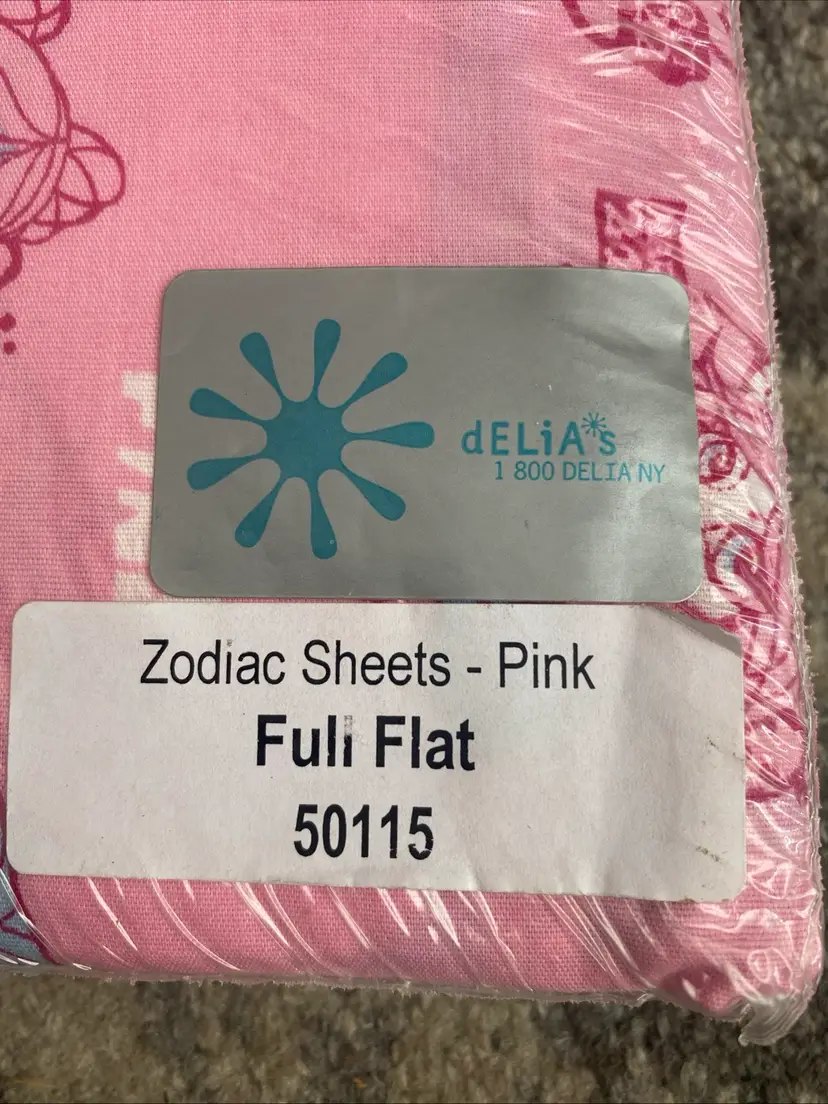 dELiA*s
1 800 DELIA NY
Zodiac Sheets - Pink
Full Flat
50115